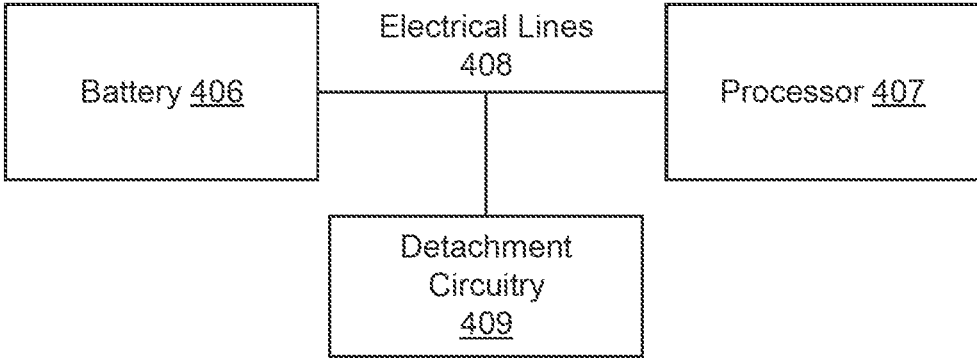 Battery 406
Electrical Lines
408
Processor 407
Detachment
Circuitry
409